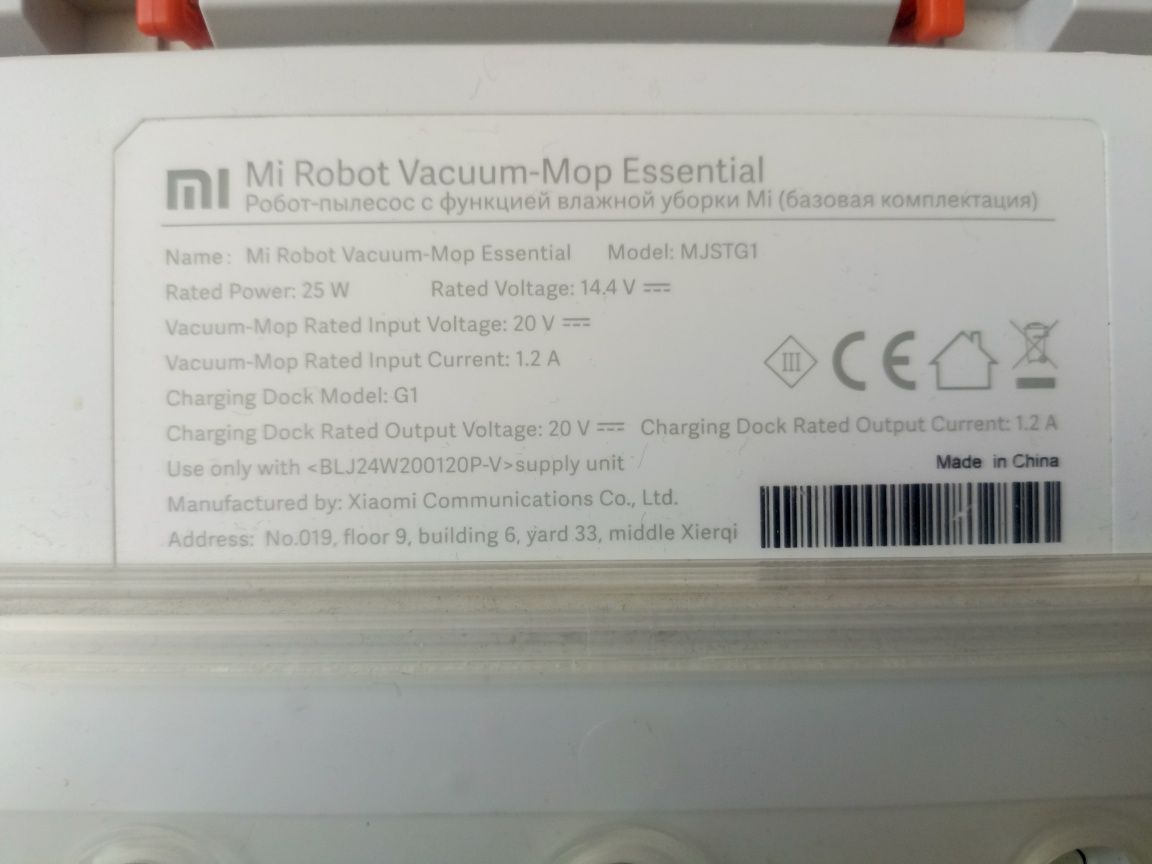 mi Mi Robot Vacuum-Mop Essential
Робот-пылесос с функцией влажной уборки Mi (базовая комплектация)
Name: Mi Robot Vacuum-Mop Essential Model: MJSTG1
Rated Power: 25 W Rated Voltage: 14.4 V ⎓
Vacuum-Mop Rated Input Voltage: 20 V ⎓
Vacuum-Mop Rated Input Current: 1.2 A
III CE
Charging Dock Model: G1
Charging Dock Rated Output Voltage: 20 V ⎓ Charging Dock Rated Output Current: 1.2 A
Use only with <BLJ24W200120P-V>supply unit
Made in China
Manufactured by: Xiaomi Communications Co., Ltd.
Address: No.019, floor 9, building 6, yard 33, middle Xierqi